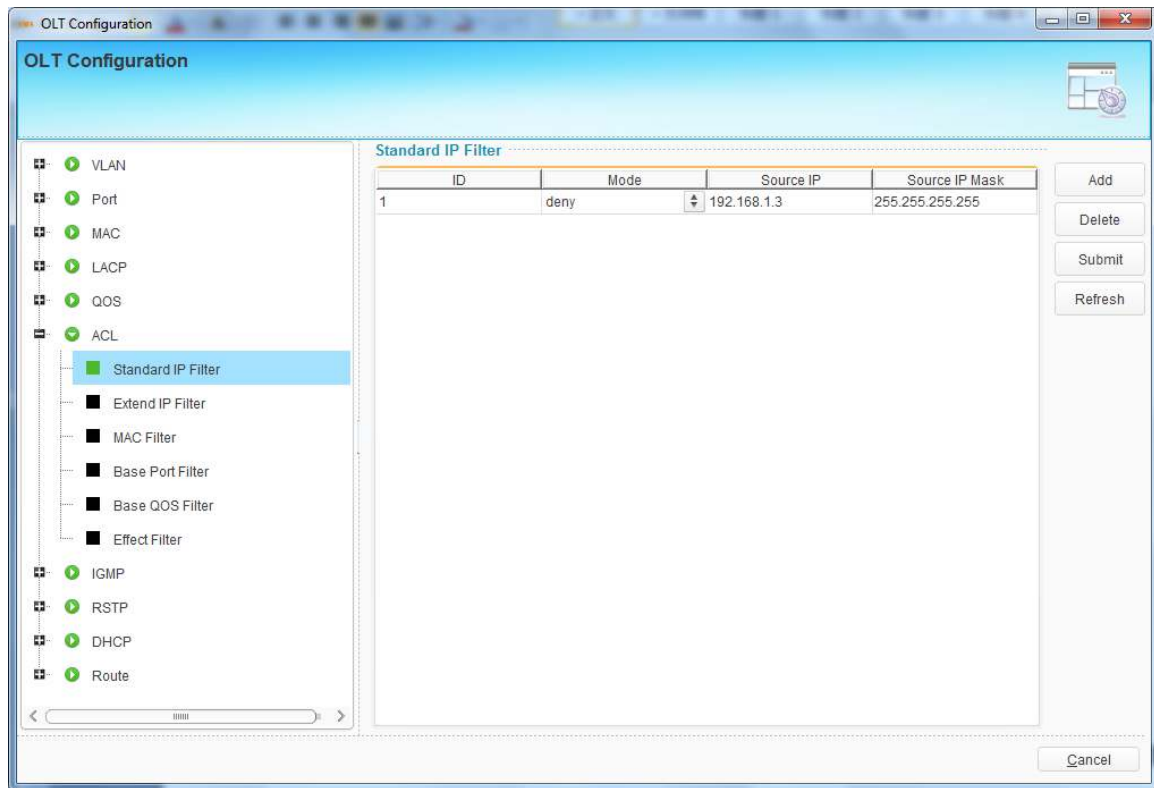 OLT Configuration
OLT Configuration
VLAN
Port
MAC
LACP
QOS
ACL
Standard IP Filter
Extend IP Filter
MAC Filter
Base Port Filter
Base QOS Filter
Effect Filter
IGMP
RSTP
DHCP
Route
Standard IP Filter
ID Mode Source IP Source IP Mask
1 deny 192.168.1.3 255.255.255.255
Add
Delete
Submit
Refresh
Cancel